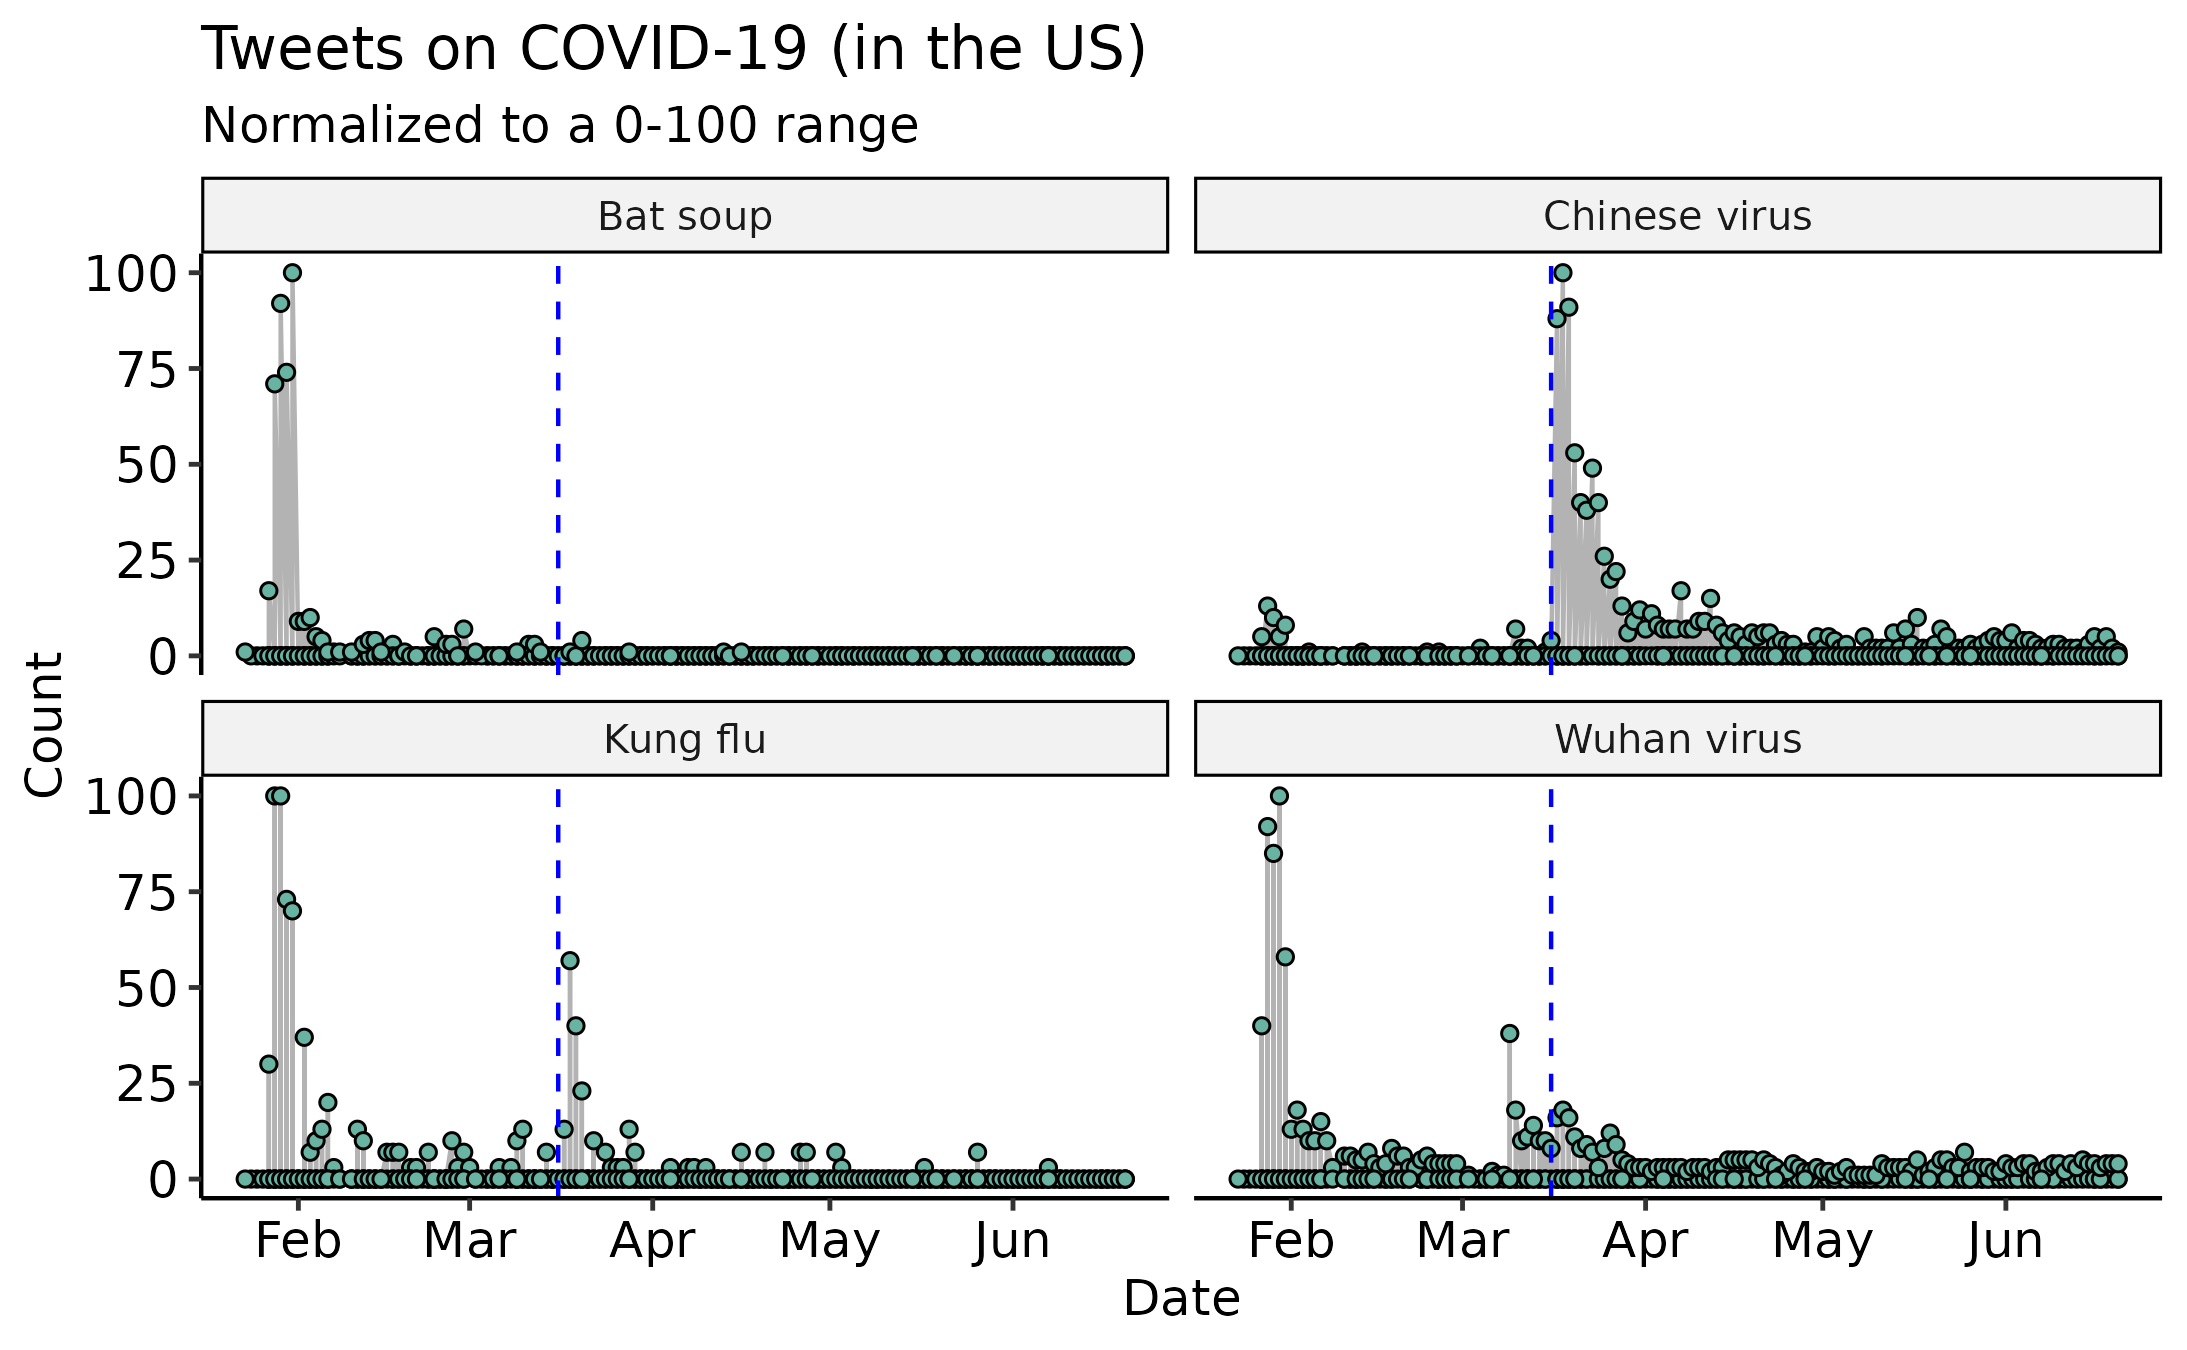 Tweets on COVID-19 (in the US)
Normalized to a 0-100 range
Bat soup
Chinese virus
100
75
50
25
0
Count
Kung flu
Wuhan virus
100
75
50
25
0
Feb Mar Apr May Jun
Feb Mar Apr May Jun
Date